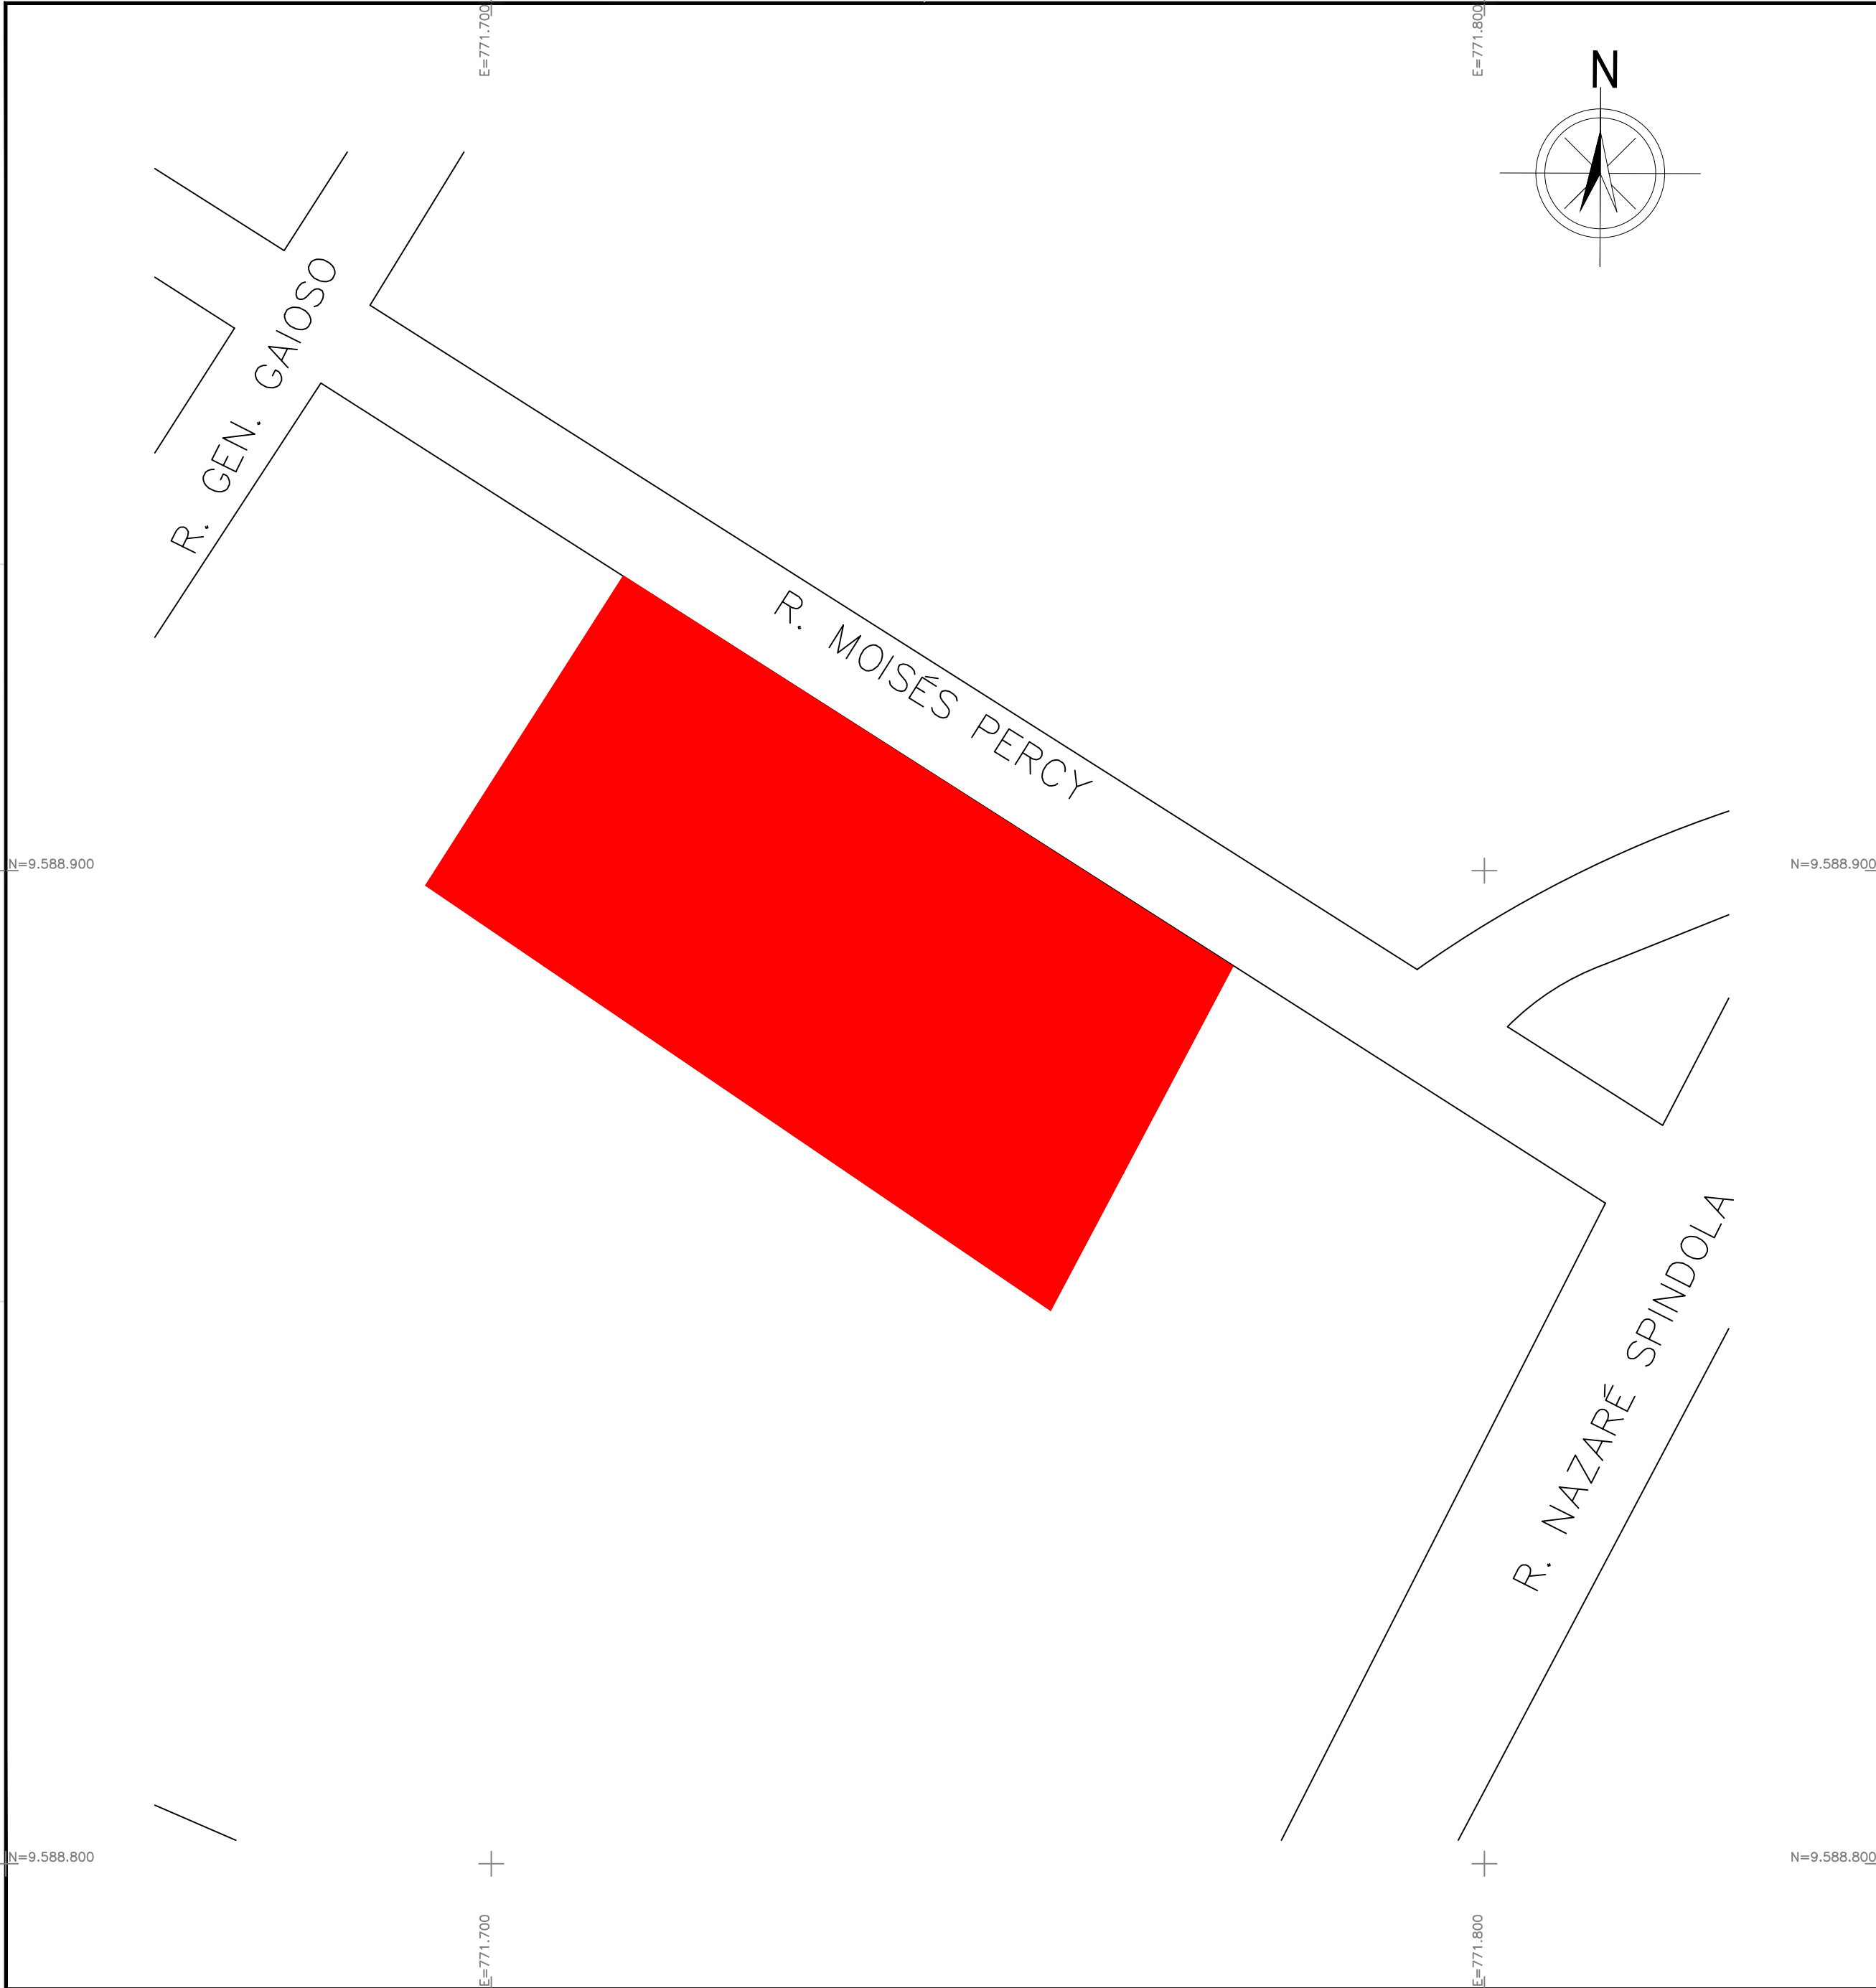 E=771.700
E=771.800
N
R. GEN. GAIOSO
R. MOISÉS PERCY
N=9.588.900
N=9.588.900
R. NAZARÉ SPINDOLA
N=9.588.800
N=9.588.800
E=771.700
E=771.800